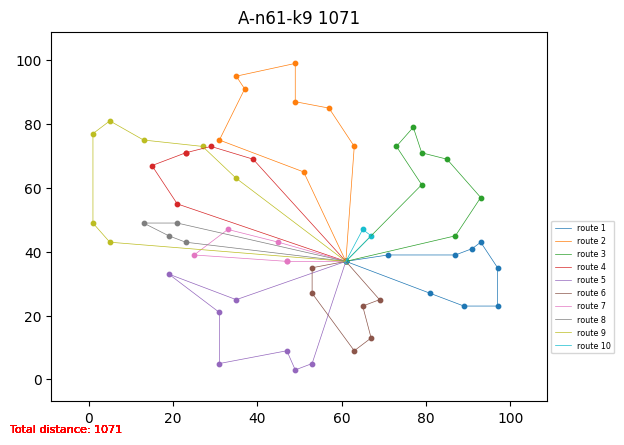 A-n61-k9 1071
100
80
60
40
20
0
0 20 40 60 80 100
route 1
route 2
route 3
route 4
route 5
route 6
route 7
route 8
route 9
route 10
Total distance: 1071